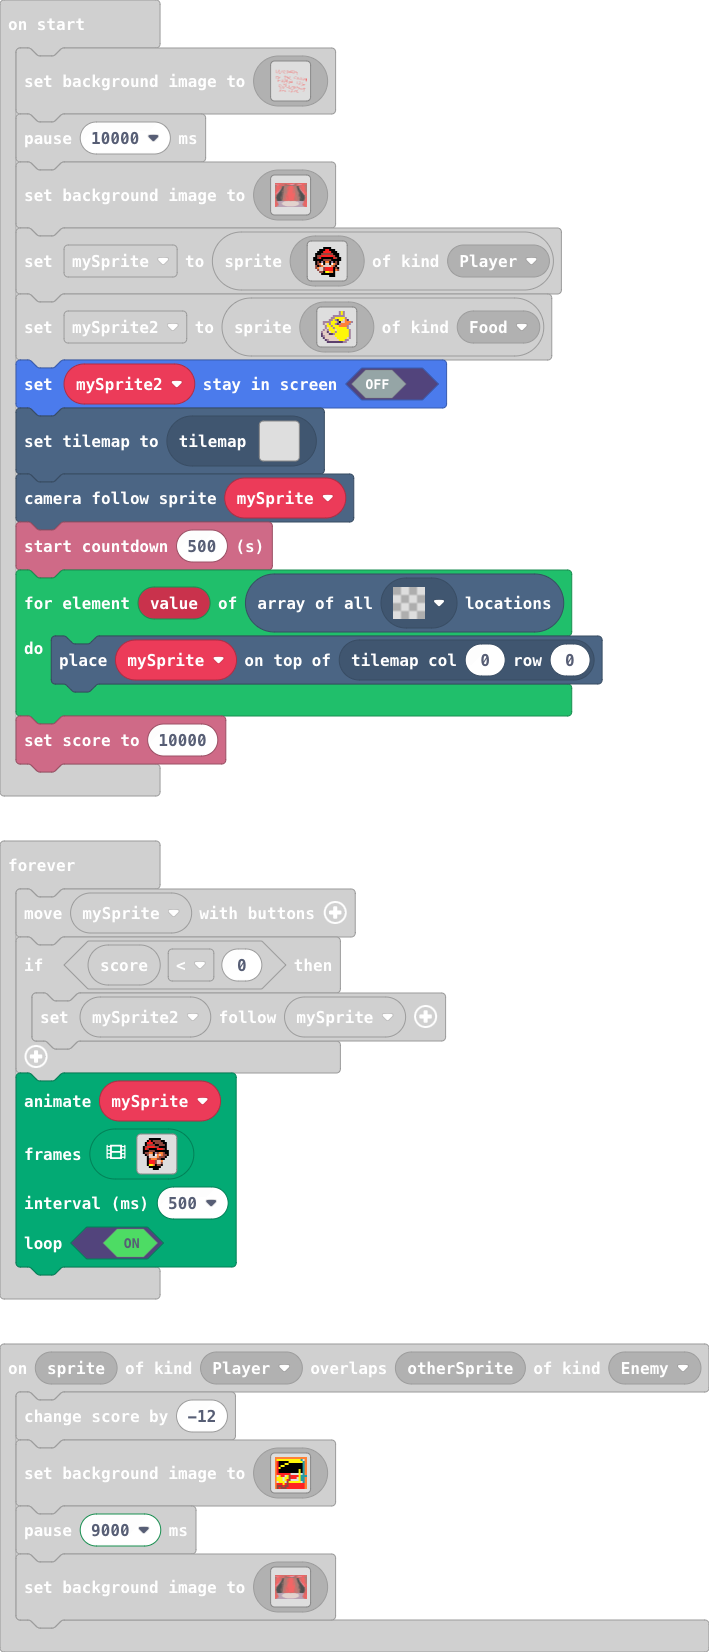 on start
set background image to
pause 10000 ms
set background image to
set mySprite to sprite of kind Player
set mySprite2 to sprite of kind Food
set mySprite2 stay in screen OFF
set tilemap to tilemap
camera follow sprite mySprite
start countdown 500 (s)
for element value of array of all locations
do
place mySprite on top of tilemap col 0 row 0
set score to 10000
forever
move mySprite with buttons
if score < 0 then
set mySprite2 follow mySprite
animate mySprite
frames
interval (ms) 500
loop ON
on sprite of kind Player overlaps otherSprite of kind Enemy
change score by -12
set background image to
pause 9000 ms
set background image to